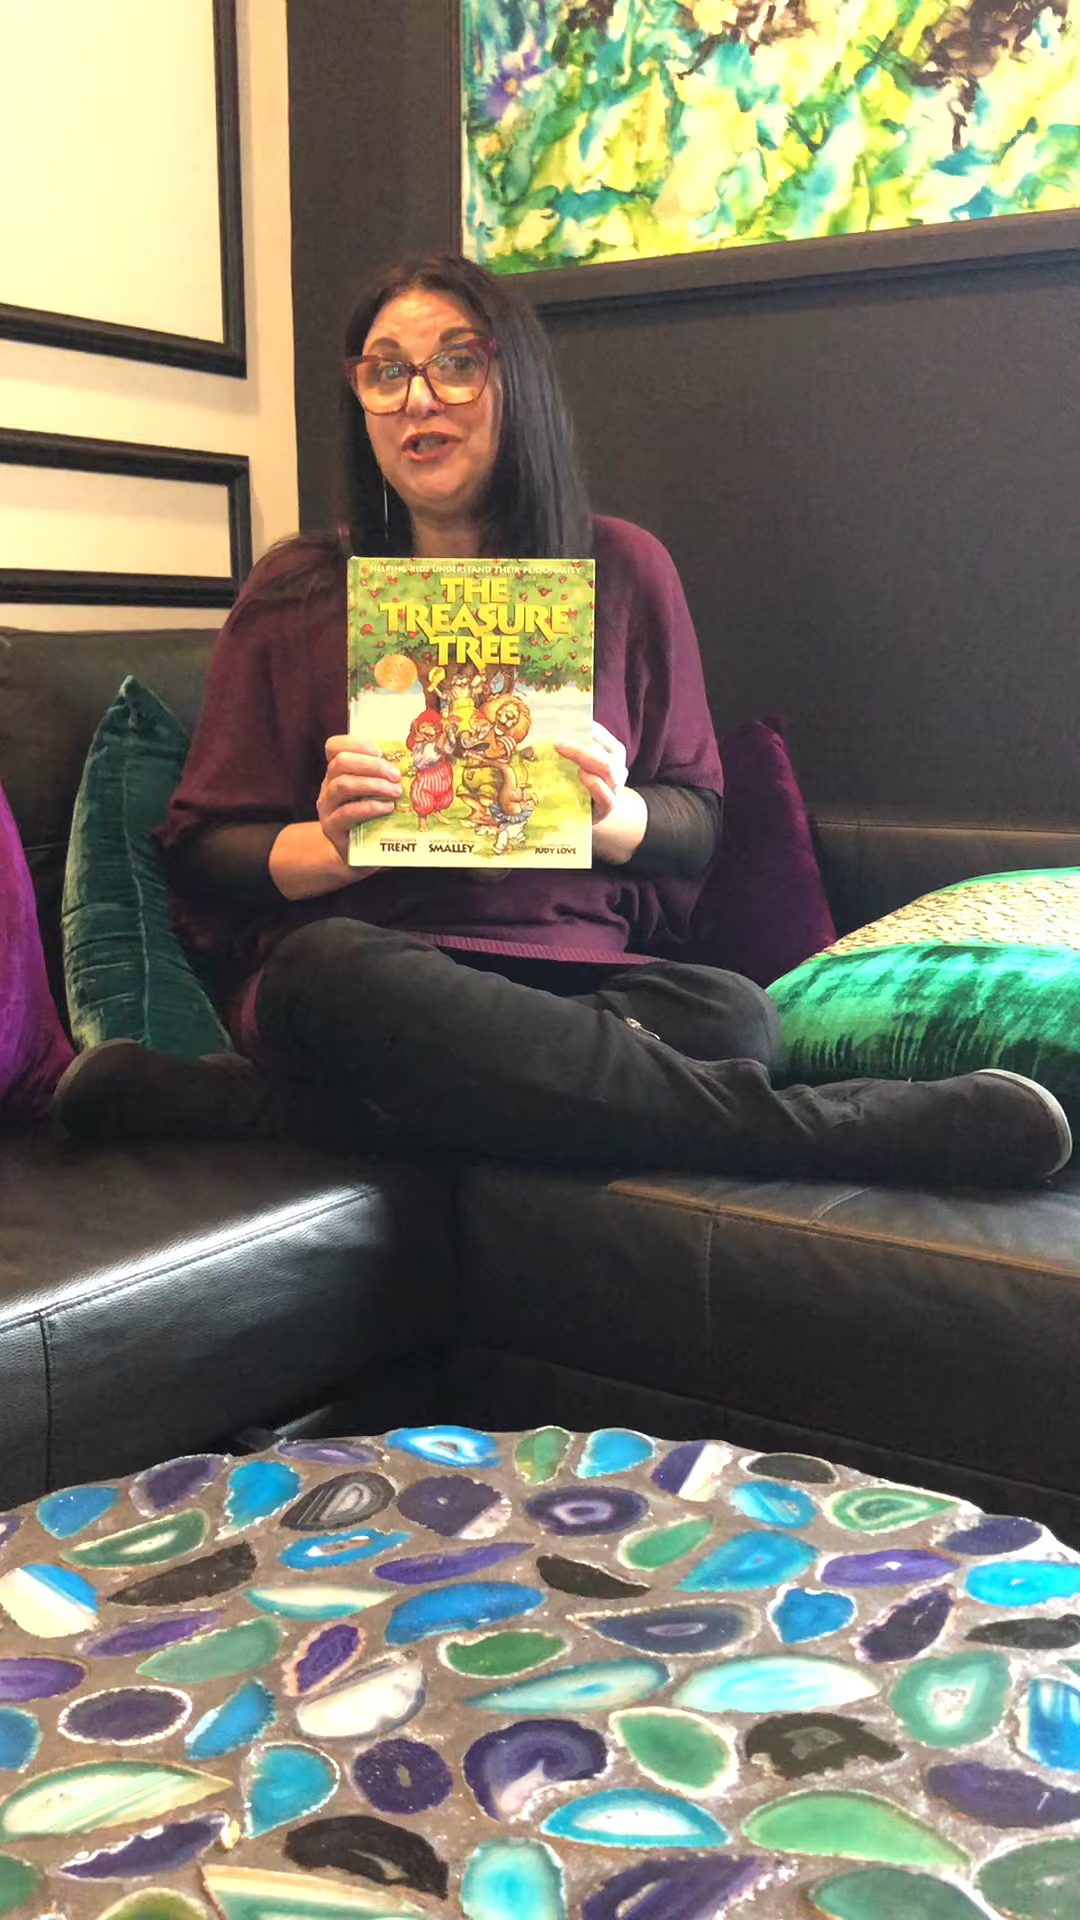 HELPING KIDS UNDERSTAND THEIR PERSONALITY
THE
TREASURE
TREE
TRENT SMALLEY JUDY LOVE